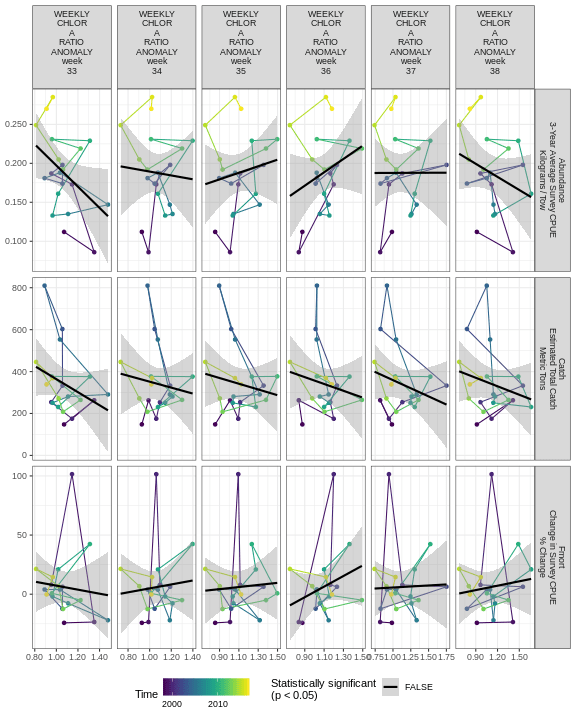 WEEKLY CHLOR A RATIO ANOMALY week 33
WEEKLY CHLOR A RATIO ANOMALY week 34
WEEKLY CHLOR A RATIO ANOMALY week 35
WEEKLY CHLOR A RATIO ANOMALY week 36
WEEKLY CHLOR A RATIO ANOMALY week 37
WEEKLY CHLOR A RATIO ANOMALY week 38
0.250
0.200
0.150
0.100
Abundance
3-Year Average Survey CPUE
Kilograms / Tow
800
600
400
200
0
Catch
Estimated Total Catch
Metric Tons
100
50
0
Fmort
Change in Survey CPUE
% Change
0.80 1.00 1.20 1.40
0.80 1.00 1.20 1.40
0.90 1.10 1.30 1.50
0.90 1.10 1.30 1.50
0.75 1.00 1.25 1.50 1.75
0.90 1.20 1.50
Time
2000 2010
Statistically significant
(p < 0.05)
FALSE